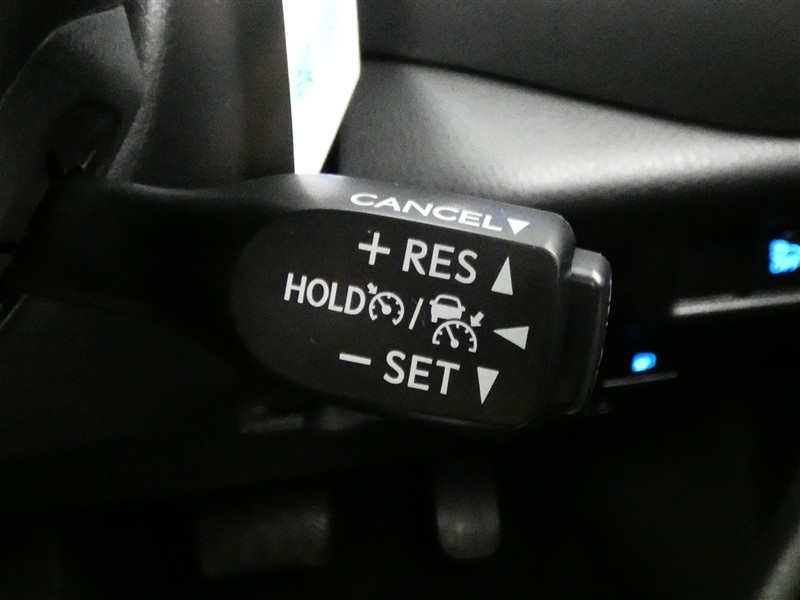 CANCEL▼
+ RES ▲
HOLD / ◀
− SET ▼